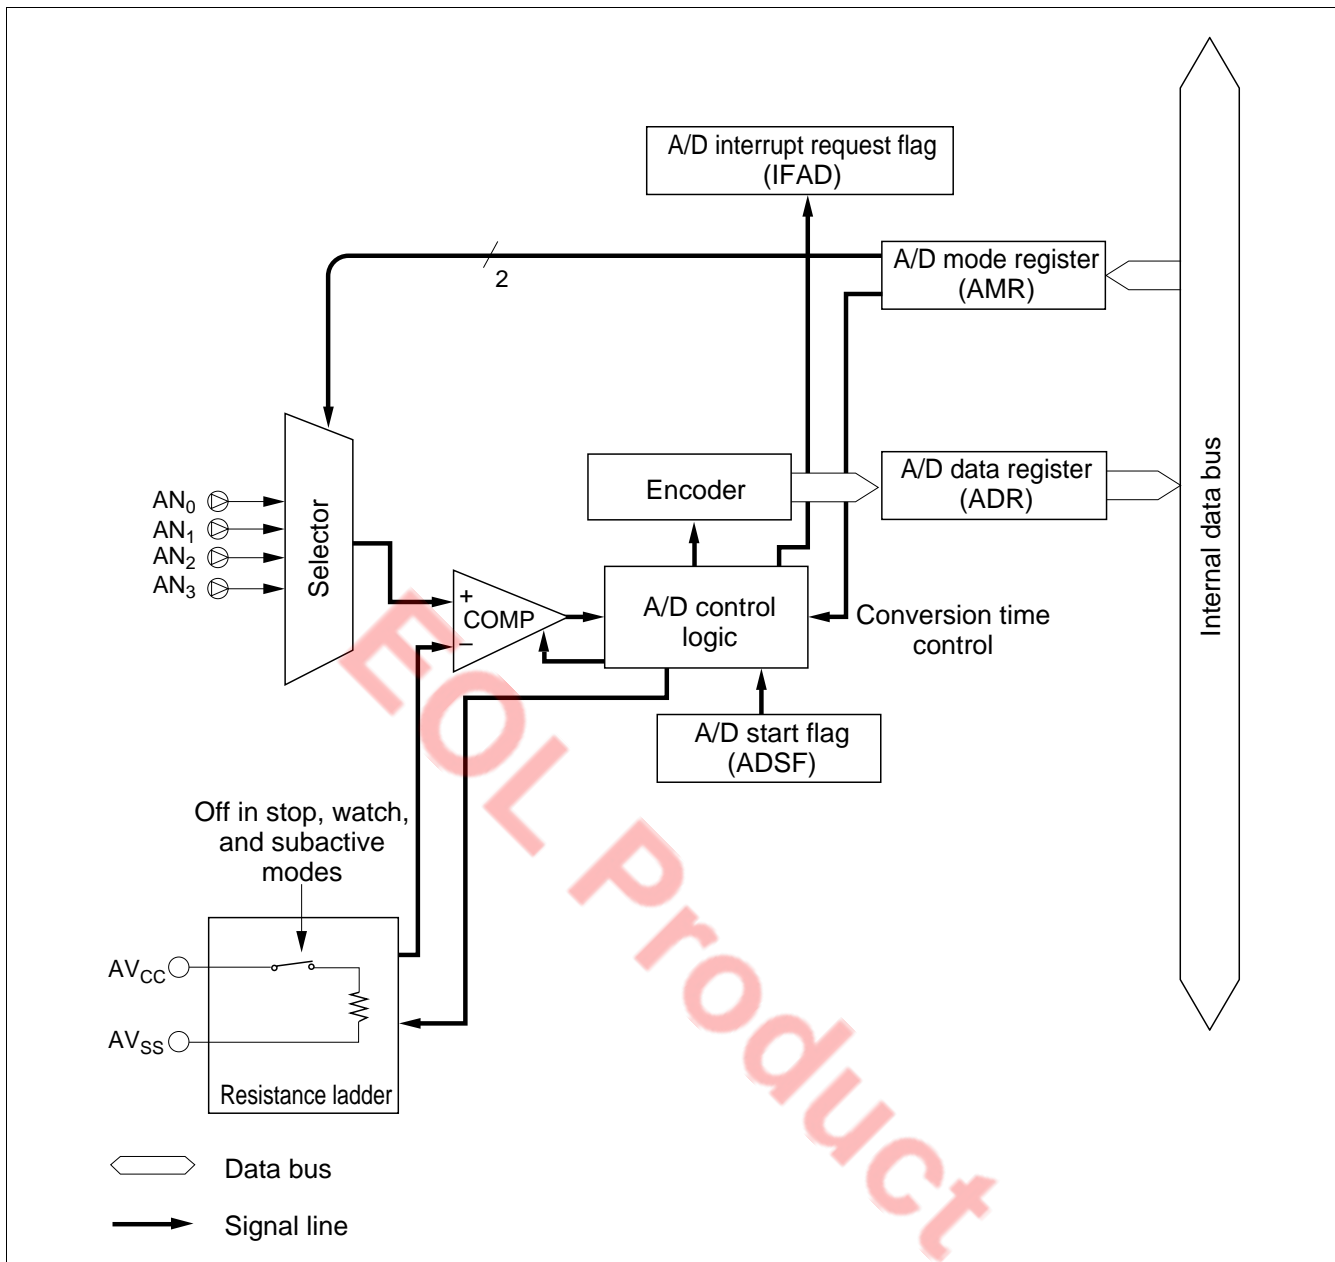 A/D interrupt request flag
(IFAD)
2
A/D mode register
(AMR)
AN0
AN1
AN2
AN3
Selector
Encoder
A/D data register
(ADR)
Internal data bus
+
COMP
−
A/D control
logic
Conversion time
control
A/D start flag
(ADSF)
Off in stop, watch,
and subactive
modes
AVCC
AVSS
Resistance ladder
Data bus
Signal line
EOL Product